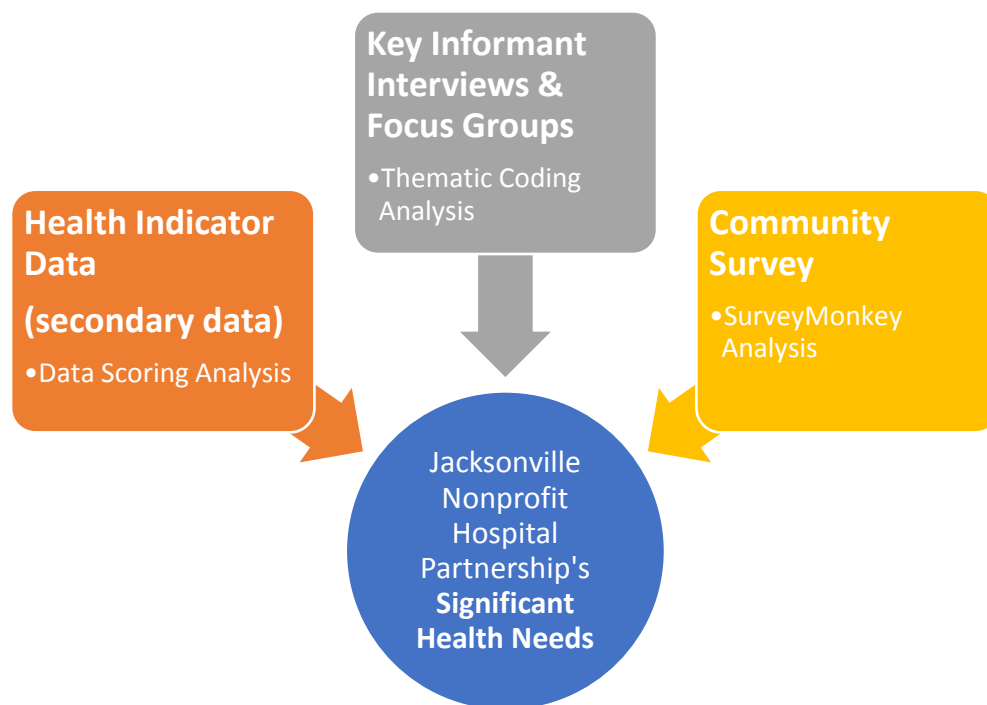 Key Informant
Interviews &
Focus Groups
•Thematic Coding
Analysis
Health Indicator
Data
(secondary data)
•Data Scoring Analysis
Community
Survey
•SurveyMonkey
Analysis
Jacksonville
Nonprofit
Hospital
Partnership's
Significant
Health Needs